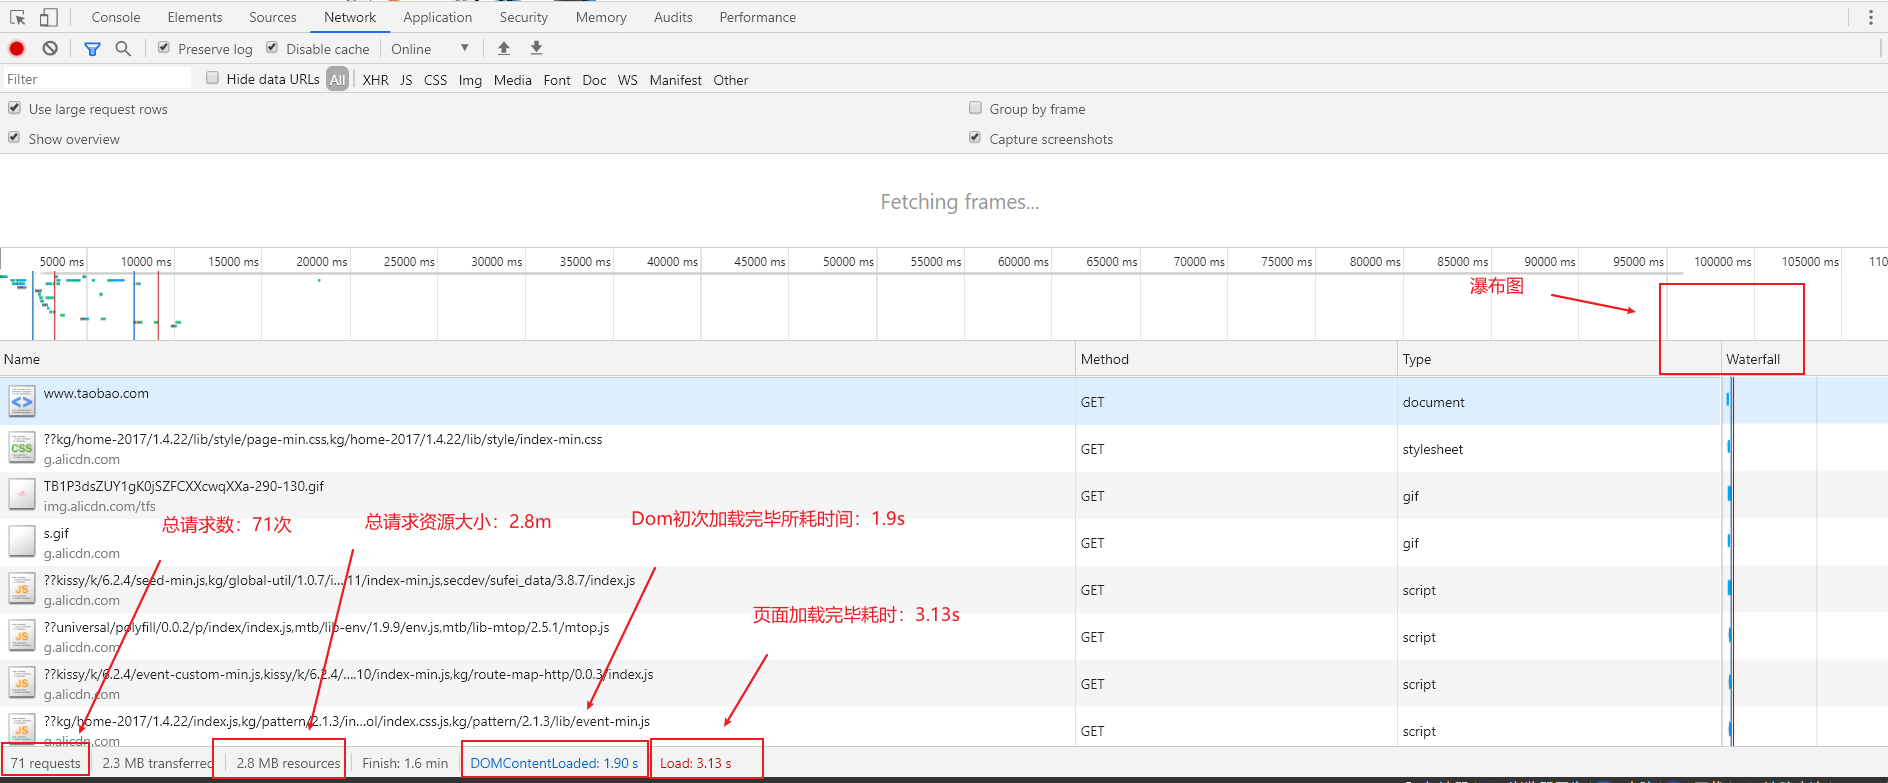 Console Elements Sources Network Application Security Memory Audits Performance
Preserve log Disable cache Online
Filter Hide data URLs All XHR JS CSS Img Media Font Doc WS Manifest Other
Use large request rows Group by frame
Show overview Capture screenshots
Fetching frames...
5000 ms 10000 ms 15000 ms 20000 ms 25000 ms 30000 ms 35000 ms 40000 ms 45000 ms 50000 ms 55000 ms 60000 ms 65000 ms 70000 ms 75000 ms 80000 ms 85000 ms 90000 ms 95000 ms 100000 ms 105000 ms 110
瀑布图
Name Method Type Waterfall
www.taobao.com GET document
??kg/home-2017/1.4.22/lib/style/page-min.css,kg/home-2017/1.4.22/lib/style/index-min.css
CSS GET stylesheet
g.alicdn.com
TB1P3dsZUY1gK0jSZFCXXcwqXXa-290-130.gif
GET gif
img.alicdn.com/tfs
总请求数：71次 总请求资源大小：2.8m Dom初次加载完毕所耗时间：1.9s
s.gif
GET gif
g.alicdn.com
??kissy/k/6.2.4/seed-min.js,kg/global-util/1.0.7/i...11/index-min.js,secdev/sufei_data/3.8.7/index.js
JS GET script
g.alicdn.com
页面加载完毕耗时：3.13s
??universal/polyfill/0.0.2/p/index/index.js,mtb/lib-env/1.9.9/env.js,mtb/lib-mtop/2.5.1/mtop.js
JS GET script
g.alicdn.com
??kissy/k/6.2.4/event-custom-min.js,kissy/k/6.2.4/....10/index-min.js,kg/route-map-http/0.0.3/index.js
JS GET script
g.alicdn.com
??kg/home-2017/1.4.22/index.js,kg/pattern/2.1.3/in...ol/index.css.js,kg/pattern/2.1.3/lib/event-min.js
JS GET script
g.alicdn.com
71 requests 2.3 MB transferred 2.8 MB resources Finish: 1.6 min DOMContentLoaded: 1.90 s Load: 3.13 s